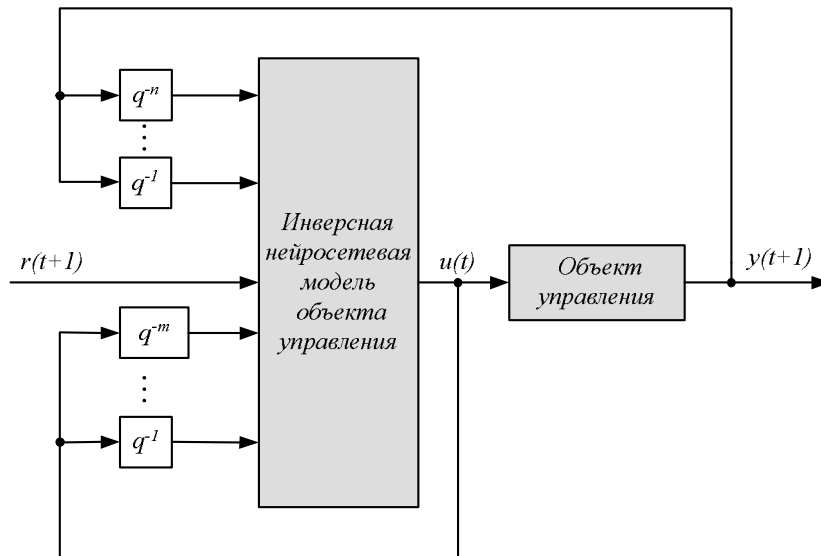 q⁻ⁿ
q⁻¹
r(t+1)
q⁻ᵐ
q⁻¹
Инверсная
нейросетевая
модель
объекта
управления
u(t)
Объект
управления
y(t+1)